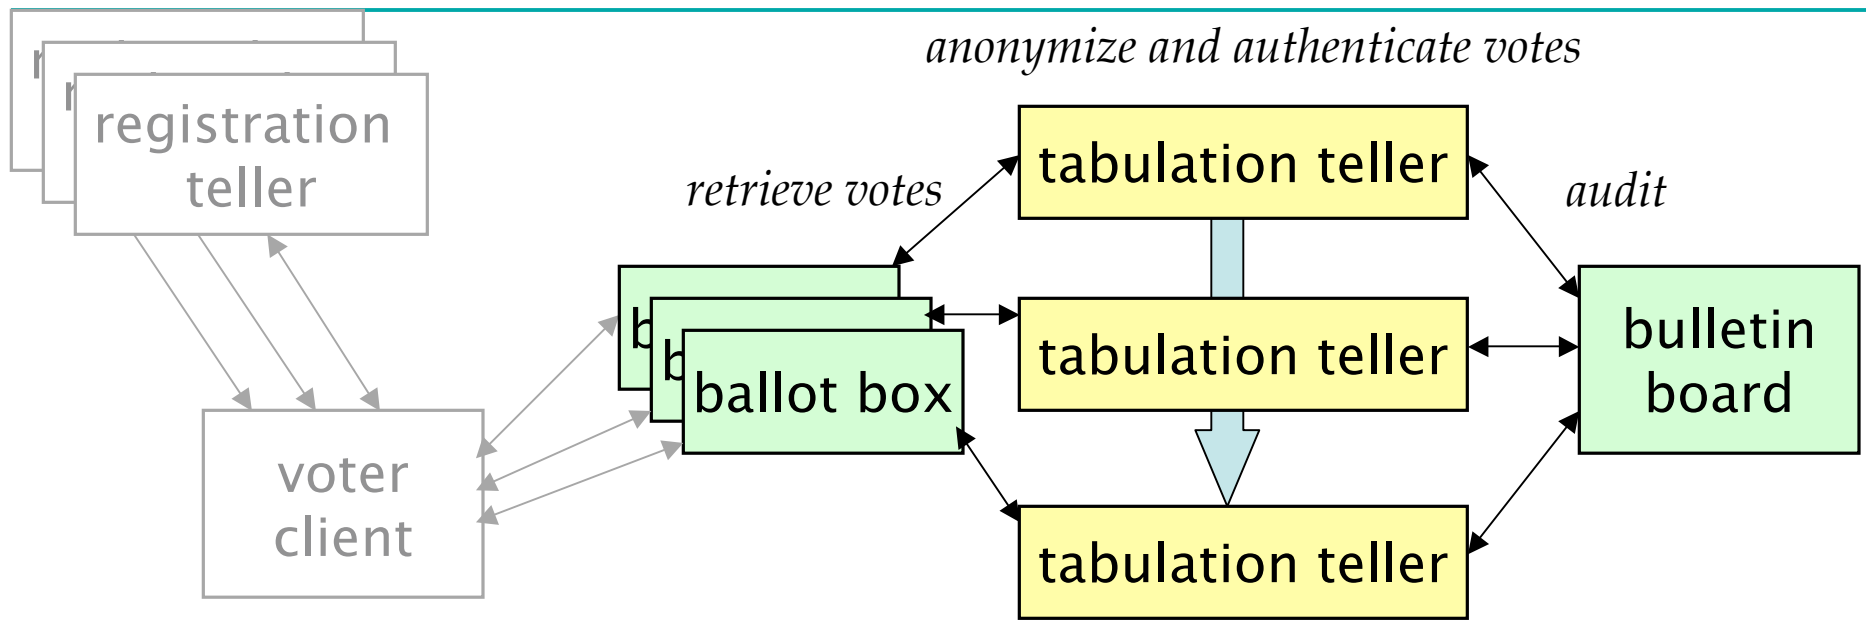 anonymize and authenticate votes
registration
teller
retrieve votes
tabulation teller
audit
tabulation teller
bulletin
board
ballot box
voter
client
tabulation teller